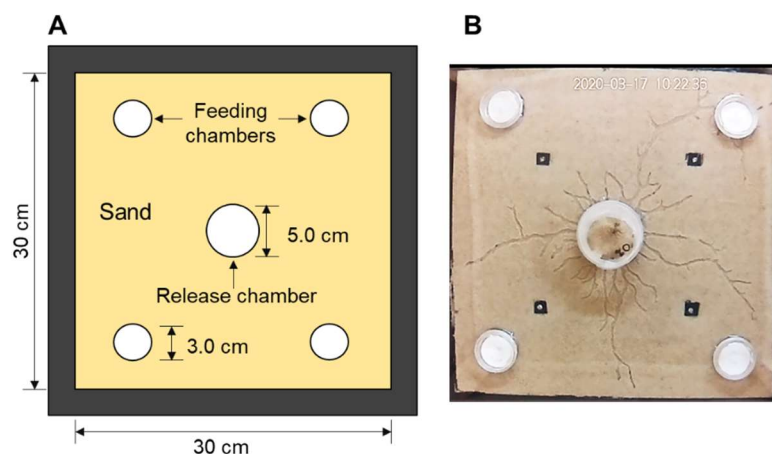 A
B
Feeding
chambers
2020-03-17 10:22:36
Sand
30 cm
5.0 cm
Release chamber
3.0 cm
30 cm